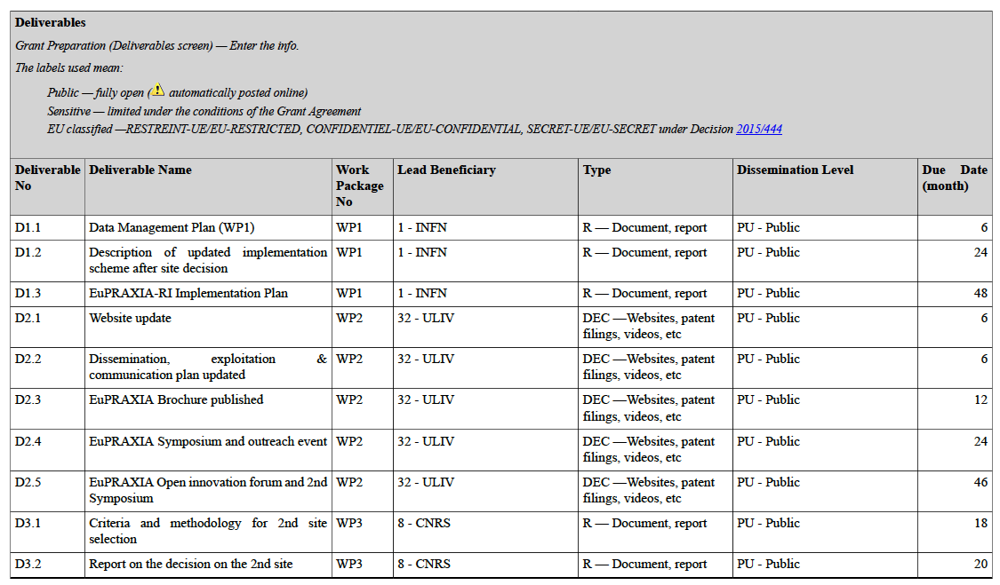 Deliverables
Grant Preparation (Deliverables screen) — Enter the info.
The labels used mean:
Public — fully open ( automatically posted online)
Sensitive — limited under the conditions of the Grant Agreement
EU classified —RESTREINT-UE/EU-RESTRICTED, CONFIDENTIEL-UE/EU-CONFIDENTIAL, SECRET-UE/EU-SECRET under Decision 2015/444
Deliverable No | Deliverable Name | Work Package No | Lead Beneficiary | Type | Dissemination Level | Due Date (month)
D1.1 | Data Management Plan (WP1) | WP1 | 1 - INFN | R — Document, report | PU - Public | 6
D1.2 | Description of updated implementation scheme after site decision | WP1 | 1 - INFN | R — Document, report | PU - Public | 24
D1.3 | EuPRAXIA-RI Implementation Plan | WP1 | 1 - INFN | R — Document, report | PU - Public | 48
D2.1 | Website update | WP2 | 32 - ULIV | DEC —Websites, patent filings, videos, etc | PU - Public | 6
D2.2 | Dissemination, exploitation & communication plan updated | WP2 | 32 - ULIV | DEC —Websites, patent filings, videos, etc | PU - Public | 6
D2.3 | EuPRAXIA Brochure published | WP2 | 32 - ULIV | DEC —Websites, patent filings, videos, etc | PU - Public | 12
D2.4 | EuPRAXIA Symposium and outreach event | WP2 | 32 - ULIV | DEC —Websites, patent filings, videos, etc | PU - Public | 24
D2.5 | EuPRAXIA Open innovation forum and 2nd Symposium | WP2 | 32 - ULIV | DEC —Websites, patent filings, videos, etc | PU - Public | 46
D3.1 | Criteria and methodology for 2nd site selection | WP3 | 8 - CNRS | R — Document, report | PU - Public | 18
D3.2 | Report on the decision on the 2nd site | WP3 | 8 - CNRS | R — Document, report | PU - Public | 20